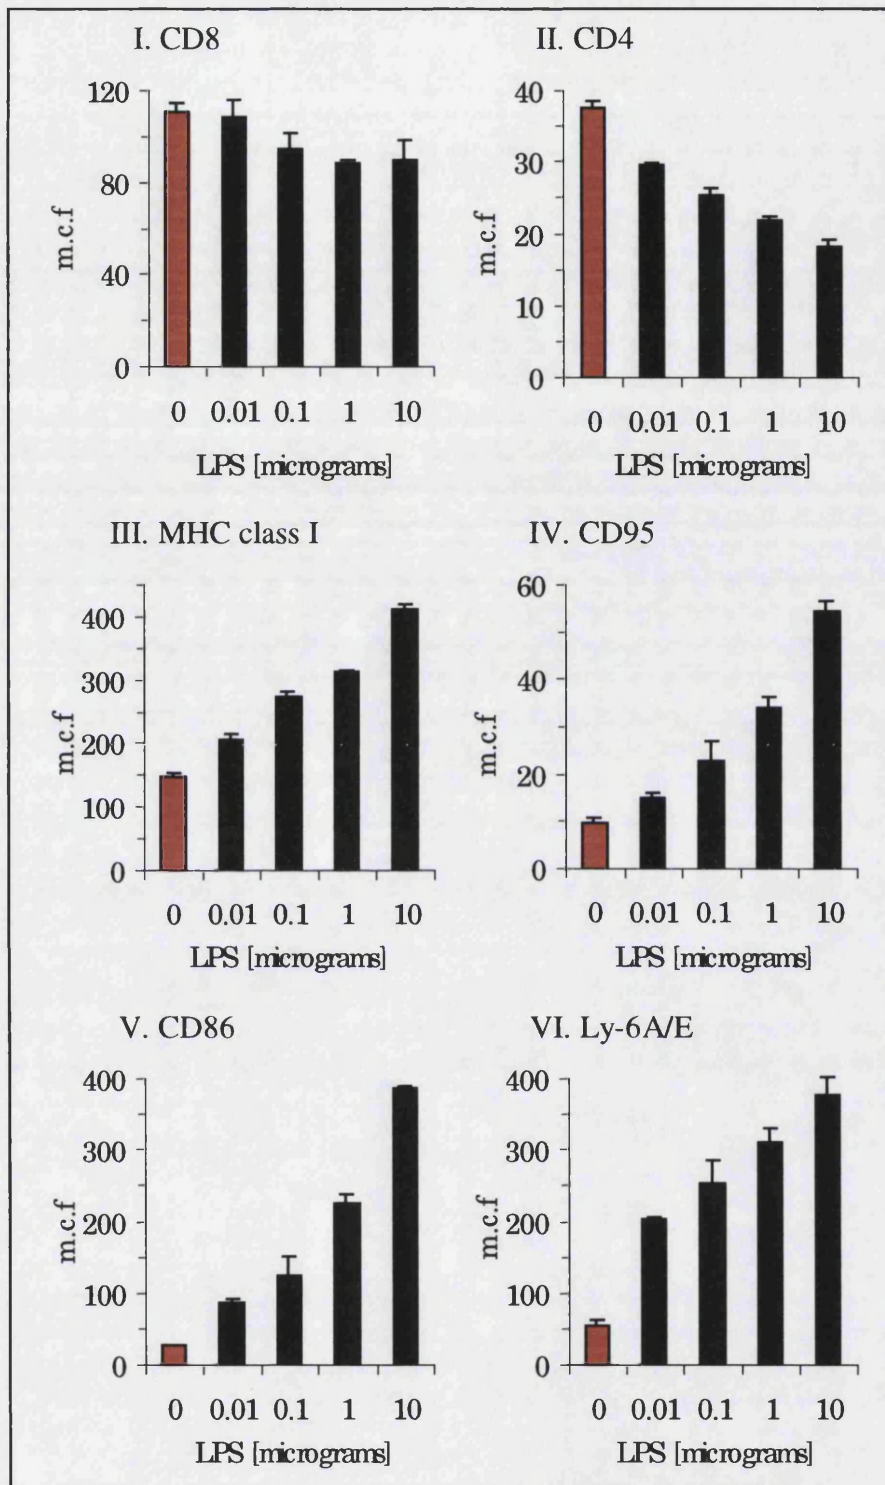 I. CD8
120
80
40
0
m.c.f
0 0.01 0.1 1 10
LPS [micrograms]
II. CD4
40
30
20
10
0
m.c.f
0 0.01 0.1 1 10
LPS [micrograms]
III. MHC class I
400
300
200
100
0
m.c.f
0 0.01 0.1 1 10
LPS [micrograms]
IV. CD95
60
40
20
0
m.c.f
0 0.01 0.1 1 10
LPS [micrograms]
V. CD86
400
300
200
100
0
m.c.f
0 0.01 0.1 1 10
LPS [micrograms]
VI. Ly-6A/E
400
300
200
100
0
m.c.f
0 0.01 0.1 1 10
LPS [micrograms]